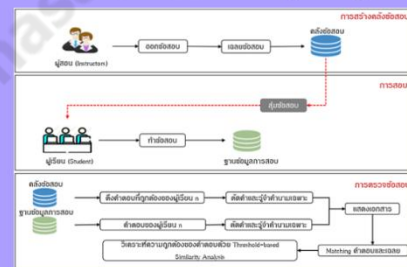 การสร้างคลังข้อสอบ
คลังข้อสอบ
ออกข้อสอบ
เฉลยข้อสอบ
ผู้สอน (Instructors)
การสอบ
สุ่มข้อสอบ
ทำข้อสอบ
ผู้เรียน (Student)
ฐานข้อมูลการสอบ
การตรวจข้อสอบ
คลังข้อสอบ
ดึงคำตอบที่ถูกต้องของผู้เรียน n
ตัดคำและรู้จำคำนามเฉพาะ
ฐานข้อมูลการสอบ
แสดงเอกสาร
คำตอบของผู้เรียน n
ตัดคำและรู้จำคำนามเฉพาะ
วิเคราะห์ความถูกต้องของคำตอบด้วย Threshold-based
Similarity Analysis
Matching คำตอบและเฉลย